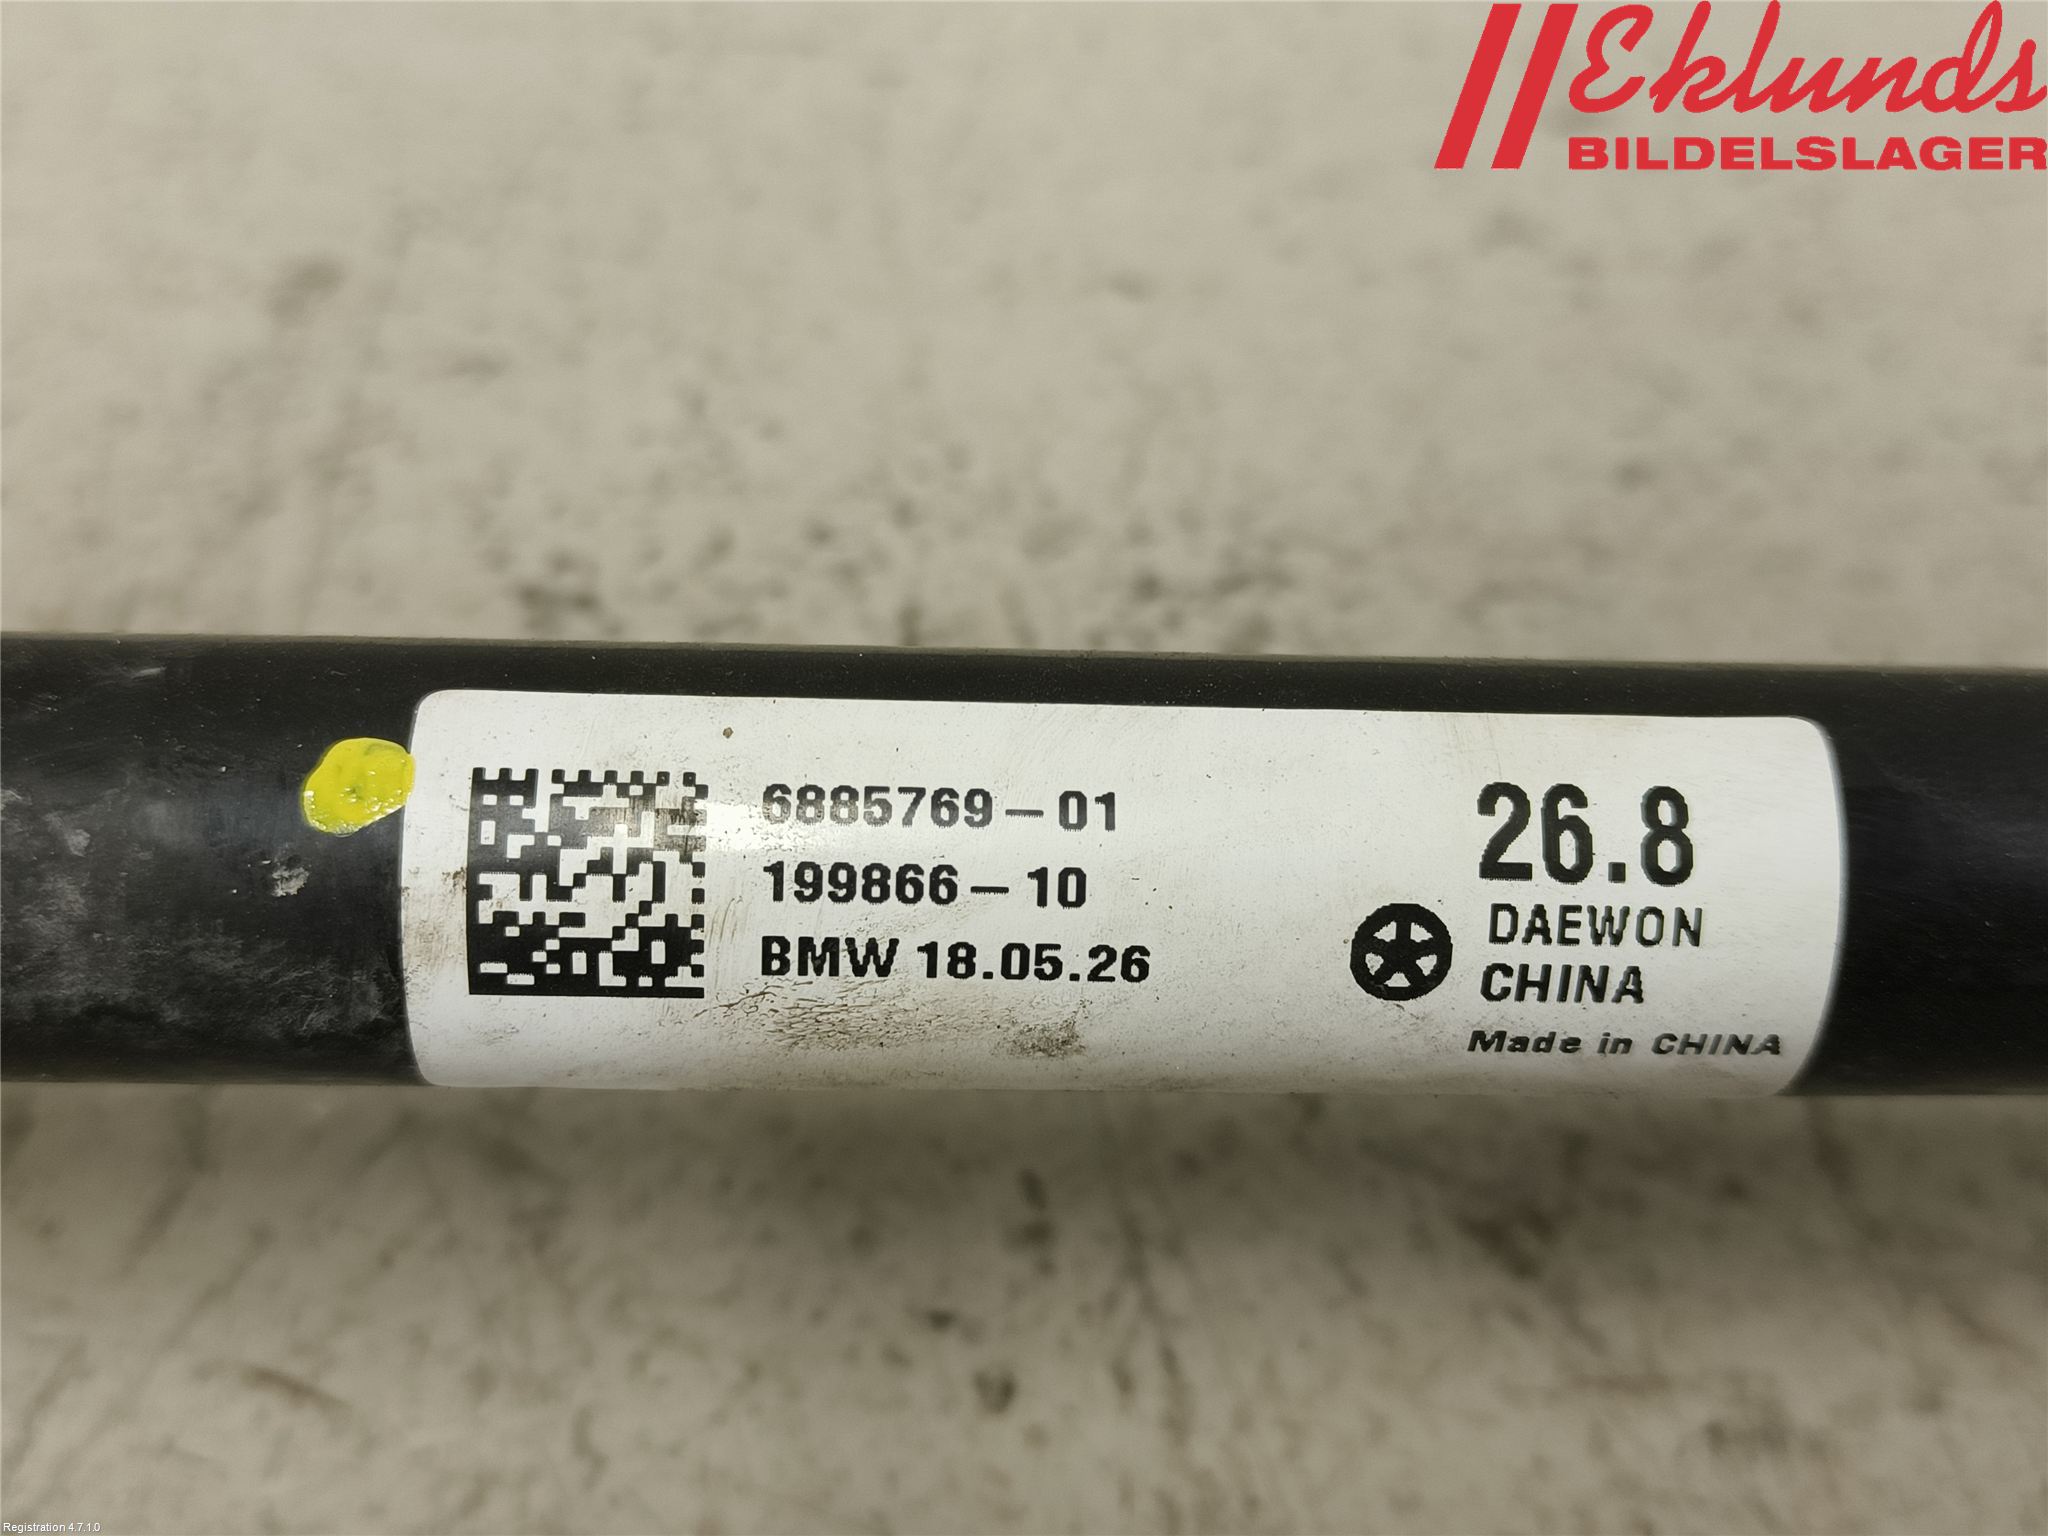 Eklunds
BILDELSLAGER
6885769-01
199866-10
BMW 18.05.26
26.8
DAEWON
CHINA
Made in CHINA
Registration 4.7.1.0